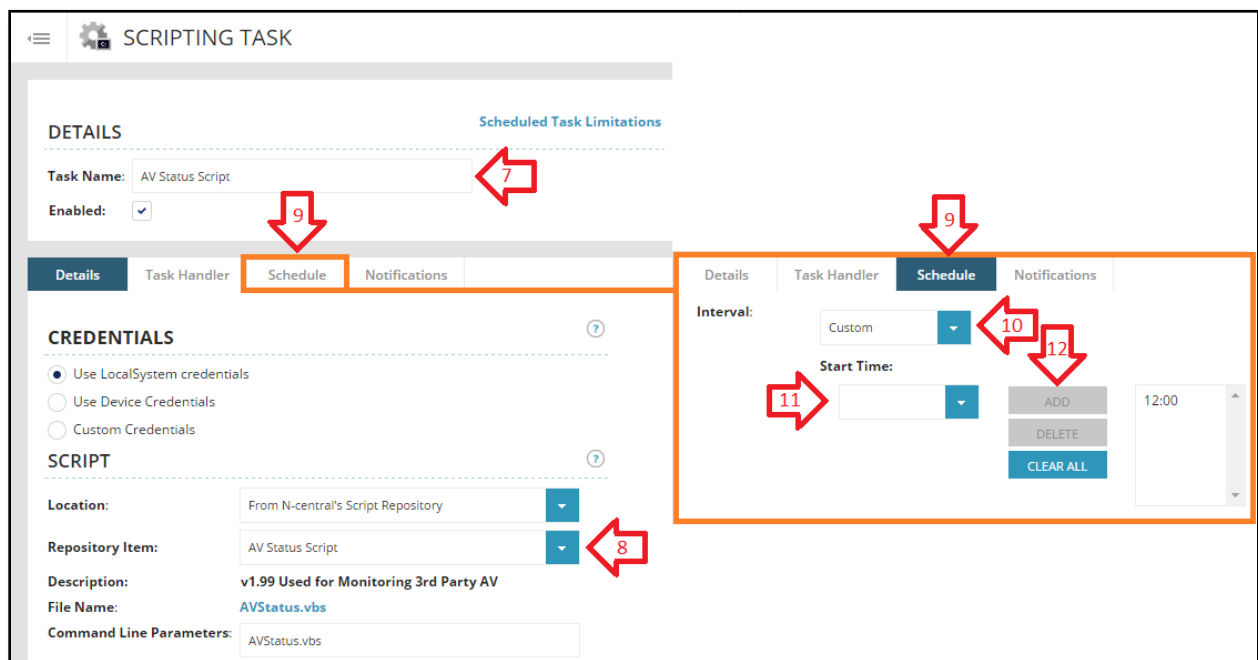 SCRIPTING TASK
DETAILS
Scheduled Task Limitations
Task Name: AV Status Script
7
Enabled:
9
Details Task Handler Schedule Notifications
CREDENTIALS
?
Use LocalSystem credentials
Use Device Credentials
Custom Credentials
SCRIPT
?
Location: From N-central's Script Repository
Repository Item: AV Status Script
8
Description: v1.99 Used for Monitoring 3rd Party AV
File Name: AVStatus.vbs
Command Line Parameters: AVStatus.vbs
9
Details Task Handler Schedule Notifications
Interval:
Custom
10
12
Start Time:
11
ADD
12:00
DELETE
CLEAR ALL